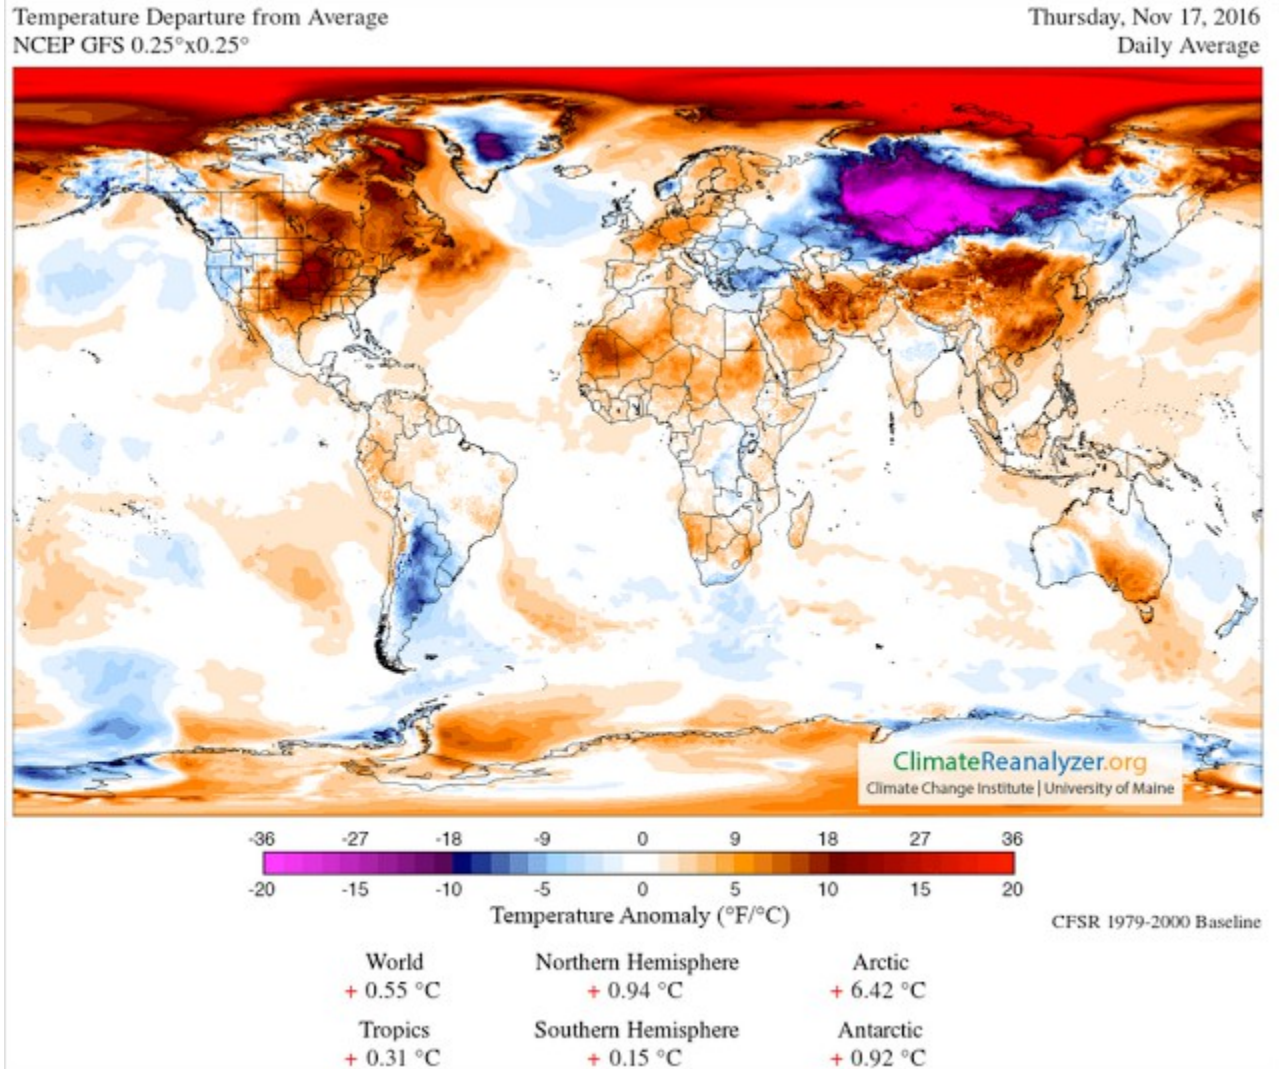 Temperature Departure from Average
NCEP GFS 0.25°x0.25°
Thursday, Nov 17, 2016
Daily Average
ClimateReanalyzer.org
Climate Change Institute | University of Maine
-36 -27 -18 -9 0 9 18 27 36
-20 -15 -10 -5 0 5 10 15 20
Temperature Anomaly (°F/°C)
CFSR 1979-2000 Baseline
World Northern Hemisphere Arctic
+ 0.55 °C + 0.94 °C + 6.42 °C
Tropics Southern Hemisphere Antarctic
+ 0.31 °C + 0.15 °C + 0.92 °C